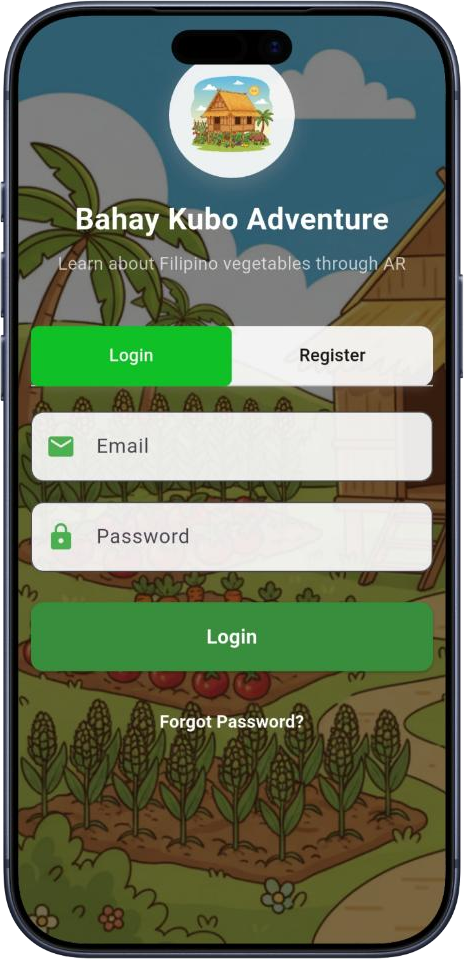 Bahay Kubo Adventure
Learn about Filipino vegetables through AR
Login
Register
Email
Password
Login
Forgot Password?